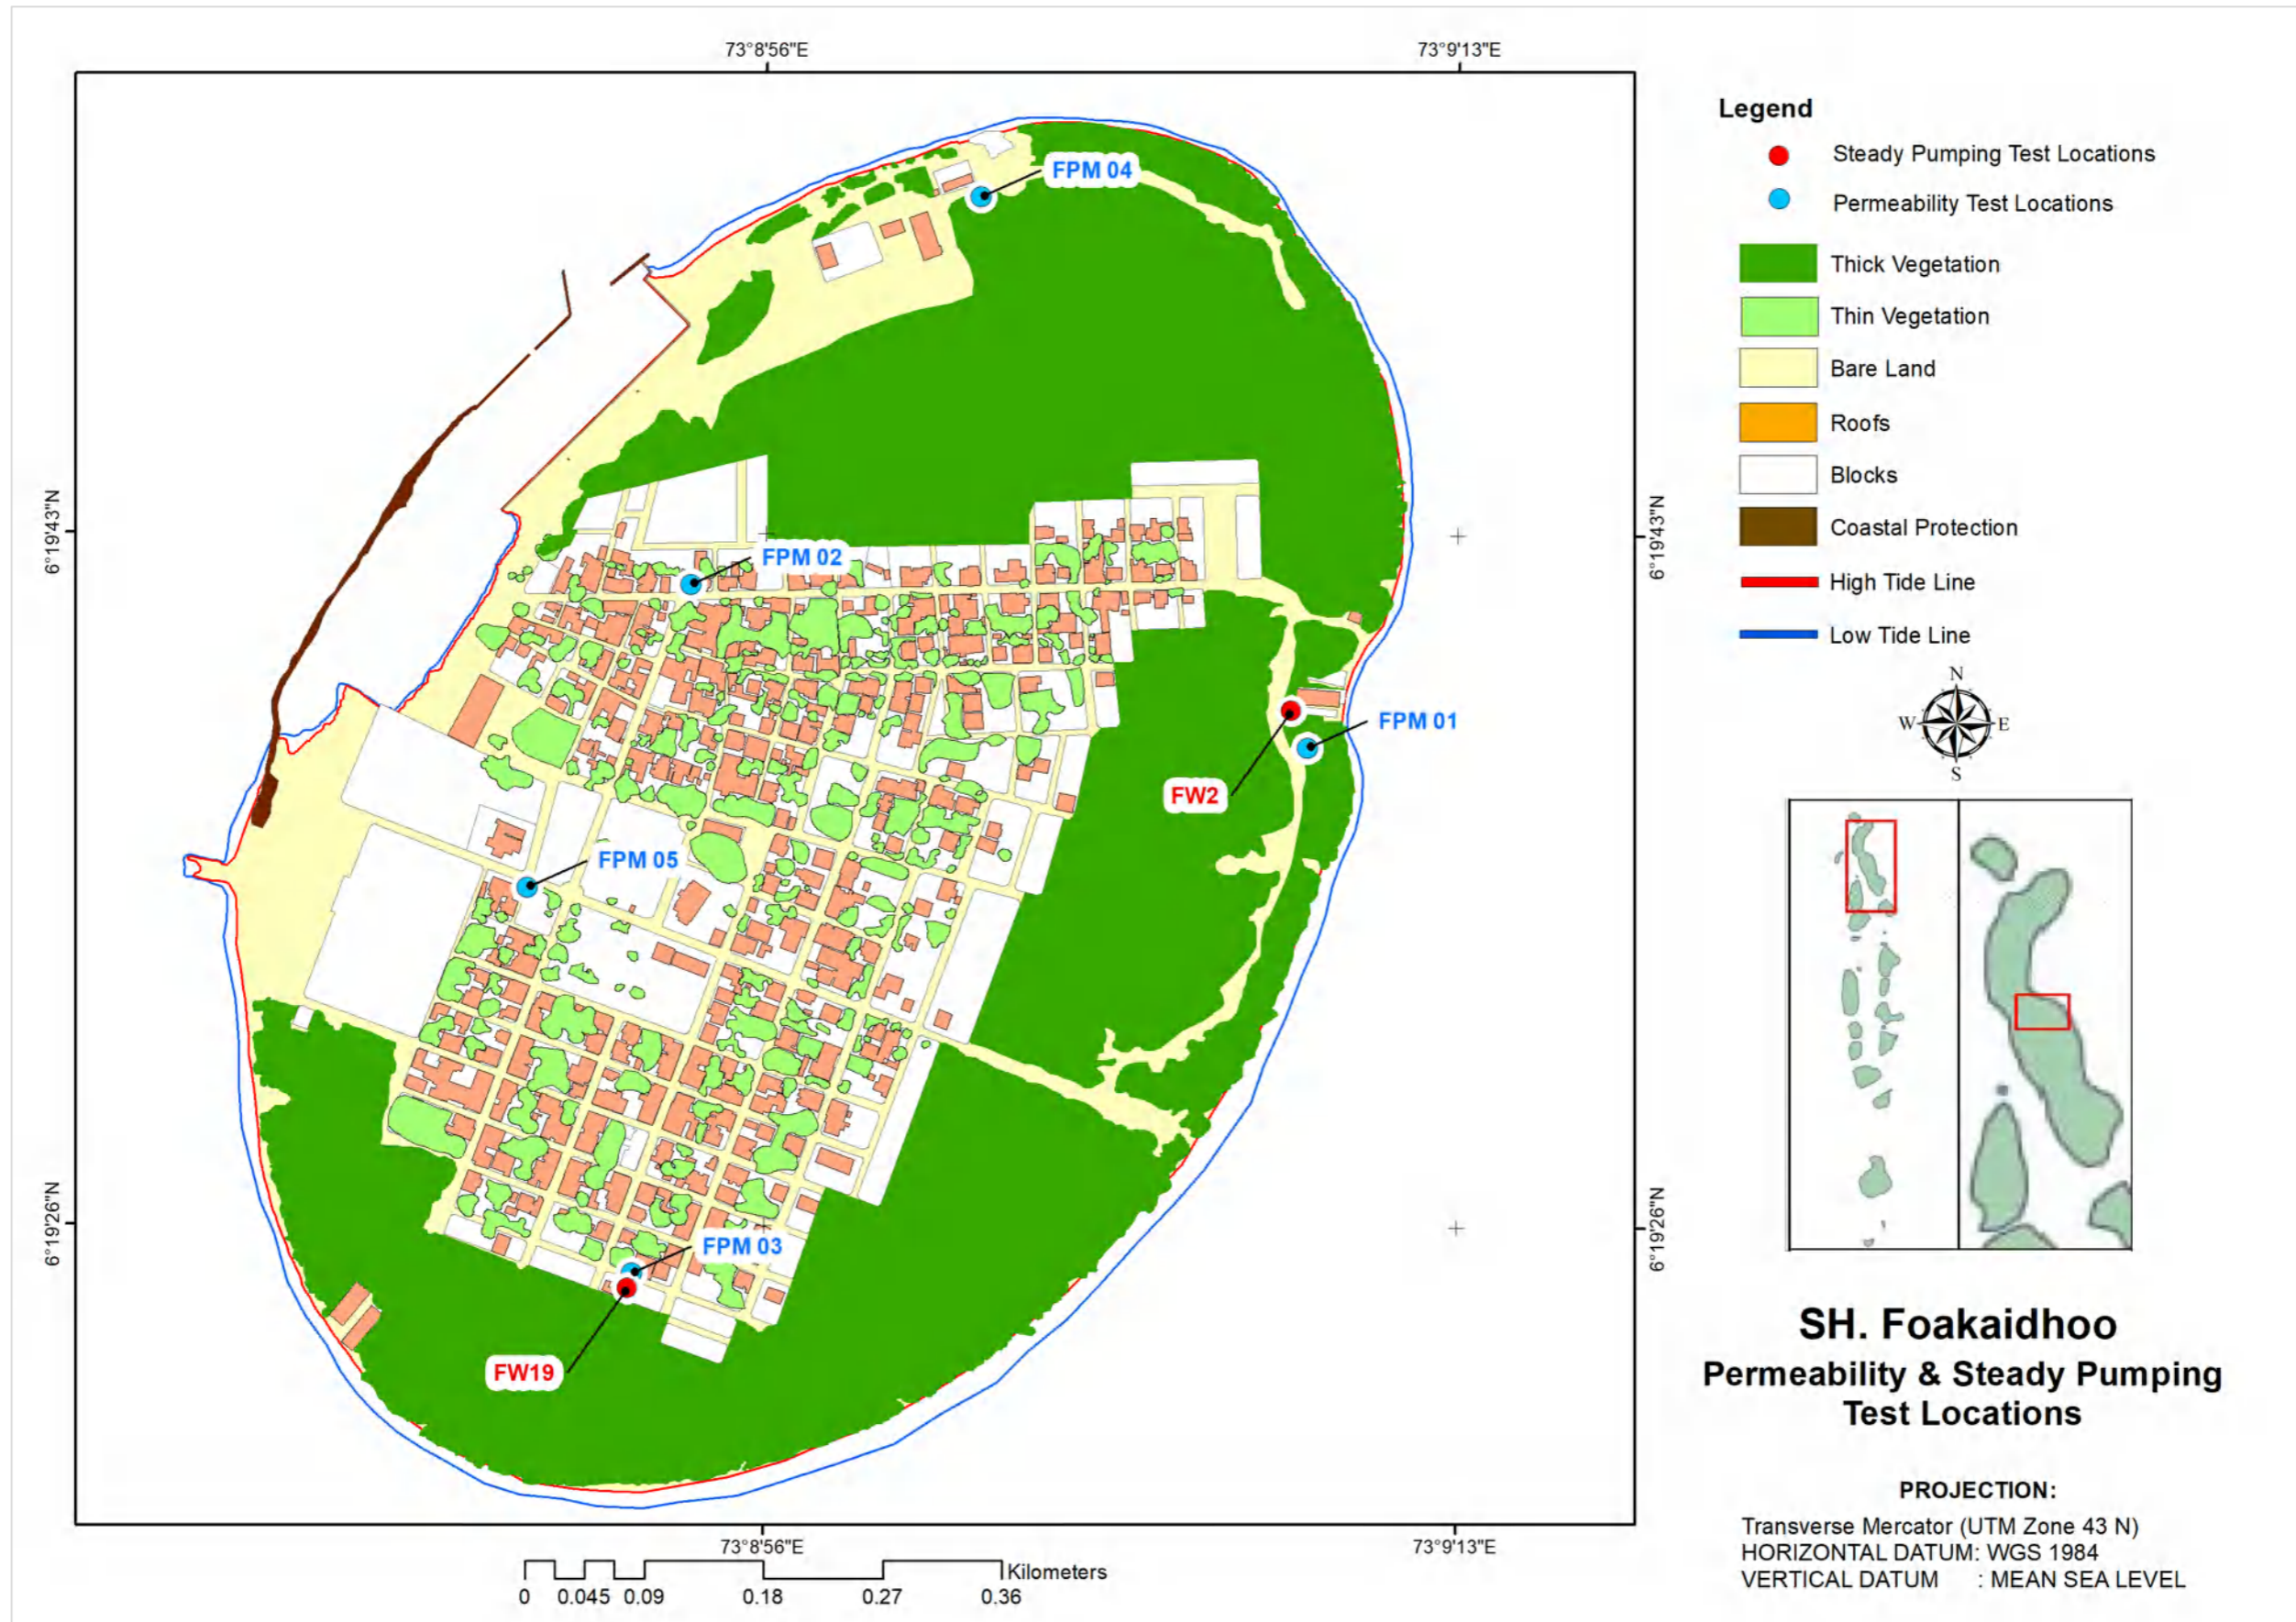 73°8'56"E
73°9'13"E
6°19'43"N
6°19'43"N
6°19'26"N
6°19'26"N
FPM 04
FPM 02
FPM 01
FW2
FPM 05
FPM 03
FW19
73°8'56"E
73°9'13"E
Kilometers
0 0.045 0.09 0.18 0.27 0.36
Legend
Steady Pumping Test Locations
Permeability Test Locations
Thick Vegetation
Thin Vegetation
Bare Land
Roofs
Blocks
Coastal Protection
High Tide Line
Low Tide Line
N
W E
S
SH. Foakaidhoo
Permeability & Steady Pumping
Test Locations
PROJECTION:
Transverse Mercator (UTM Zone 43 N)
HORIZONTAL DATUM: WGS 1984
VERTICAL DATUM : MEAN SEA LEVEL